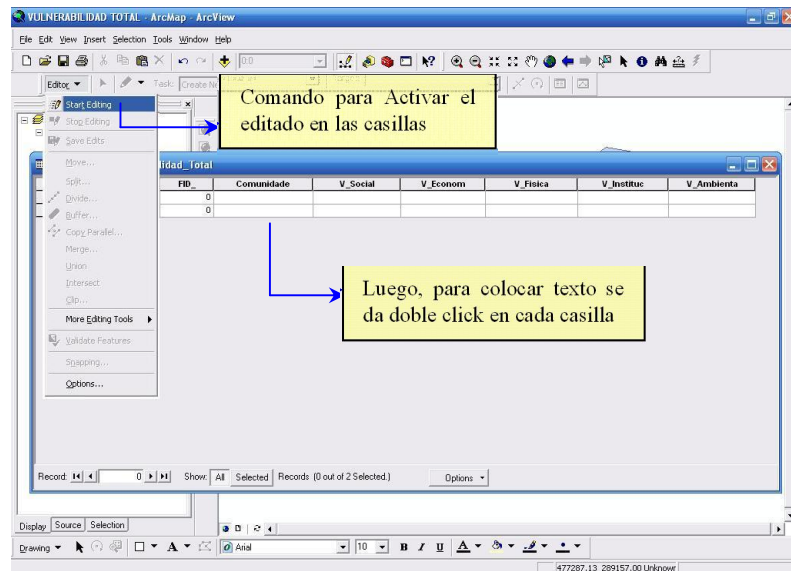 VULNERABILIDAD TOTAL - ArcMap - ArcView
File Edit View Insert Selection Tools Window Help
Editor Task: Create Ne
Start Editing
Stop Editing
Save Edits
Move...
Split...
Divide...
Buffer...
Copy Parallel...
Merge...
Union
Intersect
Clip...
More Editing Tools
Validate Features
Snapping...
Options...
Comando para Activar el
editado en las casillas
lidad_Total
FID_ Comunidade V_Social V_Econom V_Fisica V_Instituc V_Ambienta
0
0
Luego, para colocar texto se
da doble click en cada casilla
Record: 0 Show: All Selected Records (0 out of 2 Selected.) Options
Display Source Selection
Drawing A Arial 10 B I U A
477287.13 289157.00 Unknown